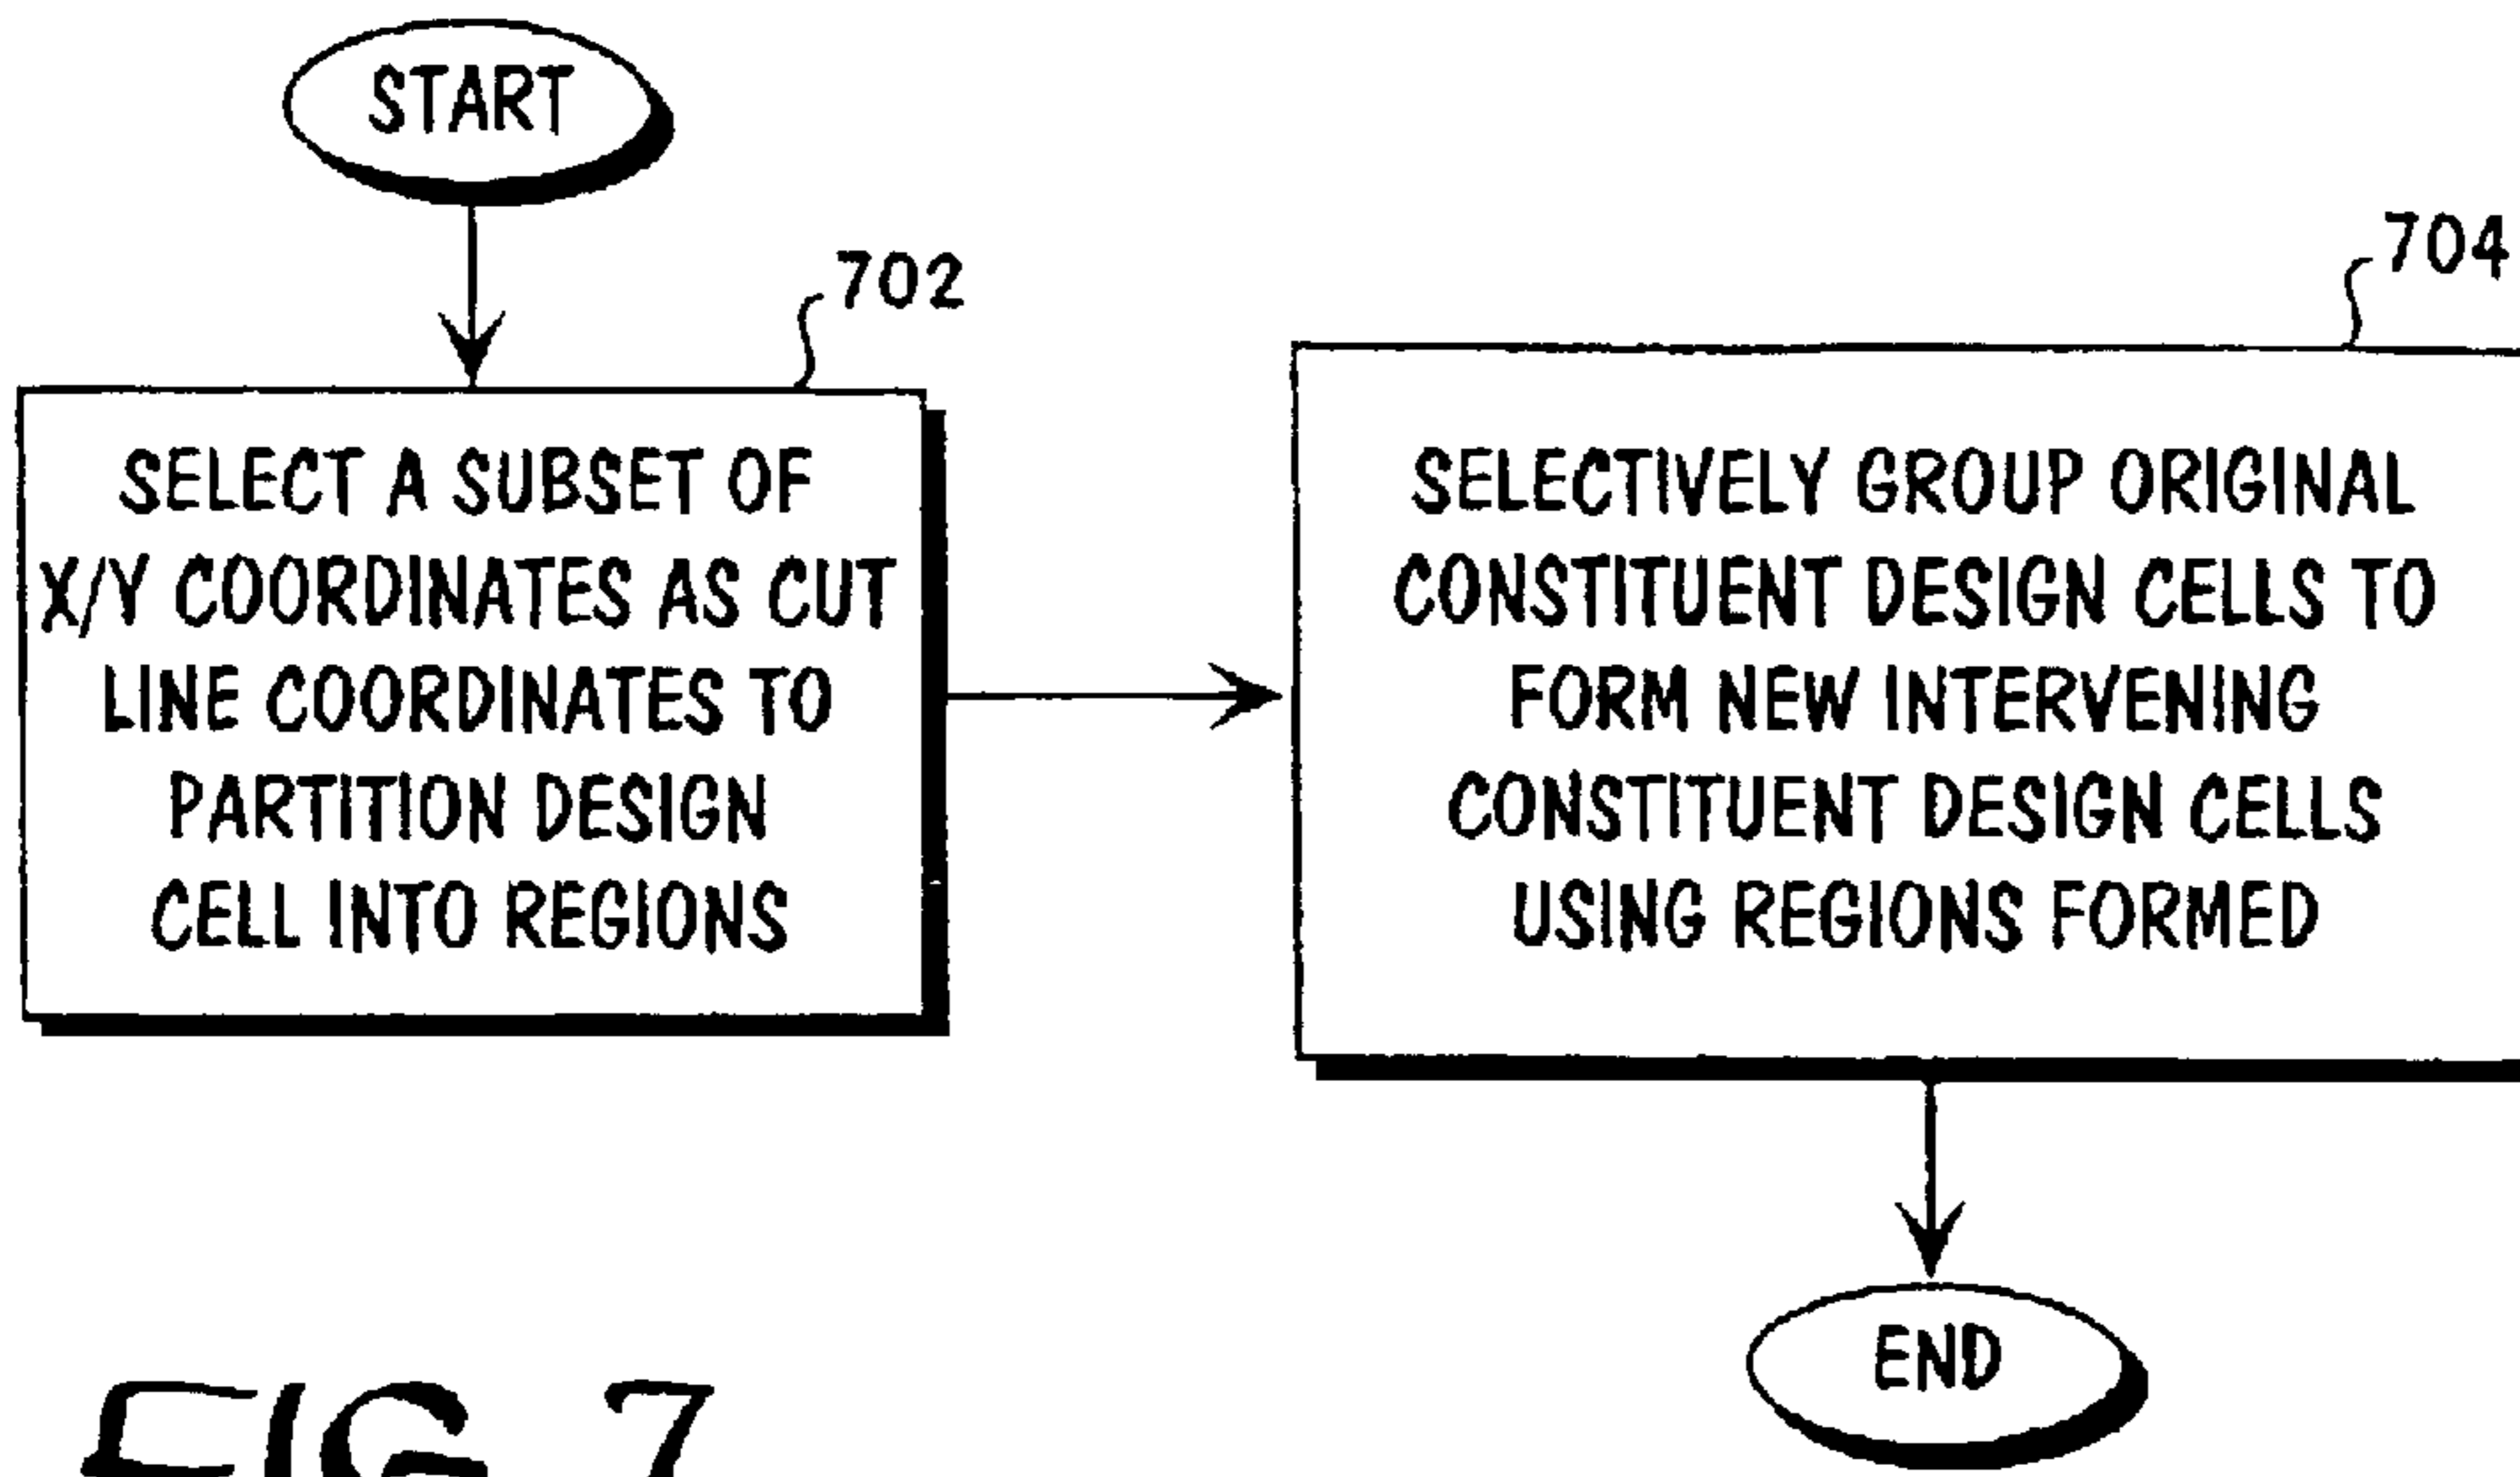 START
702
SELECT A SUBSET OF
X/Y COORDINATES AS CUT
LINE COORDINATES TO
PARTITION DESIGN
CELL INTO REGIONS
704
SELECTIVELY GROUP ORIGINAL
CONSTITUENT DESIGN CELLS TO
FORM NEW INTERVENING
CONSTITUENT DESIGN CELLS
USING REGIONS FORMED
END
FIG 7